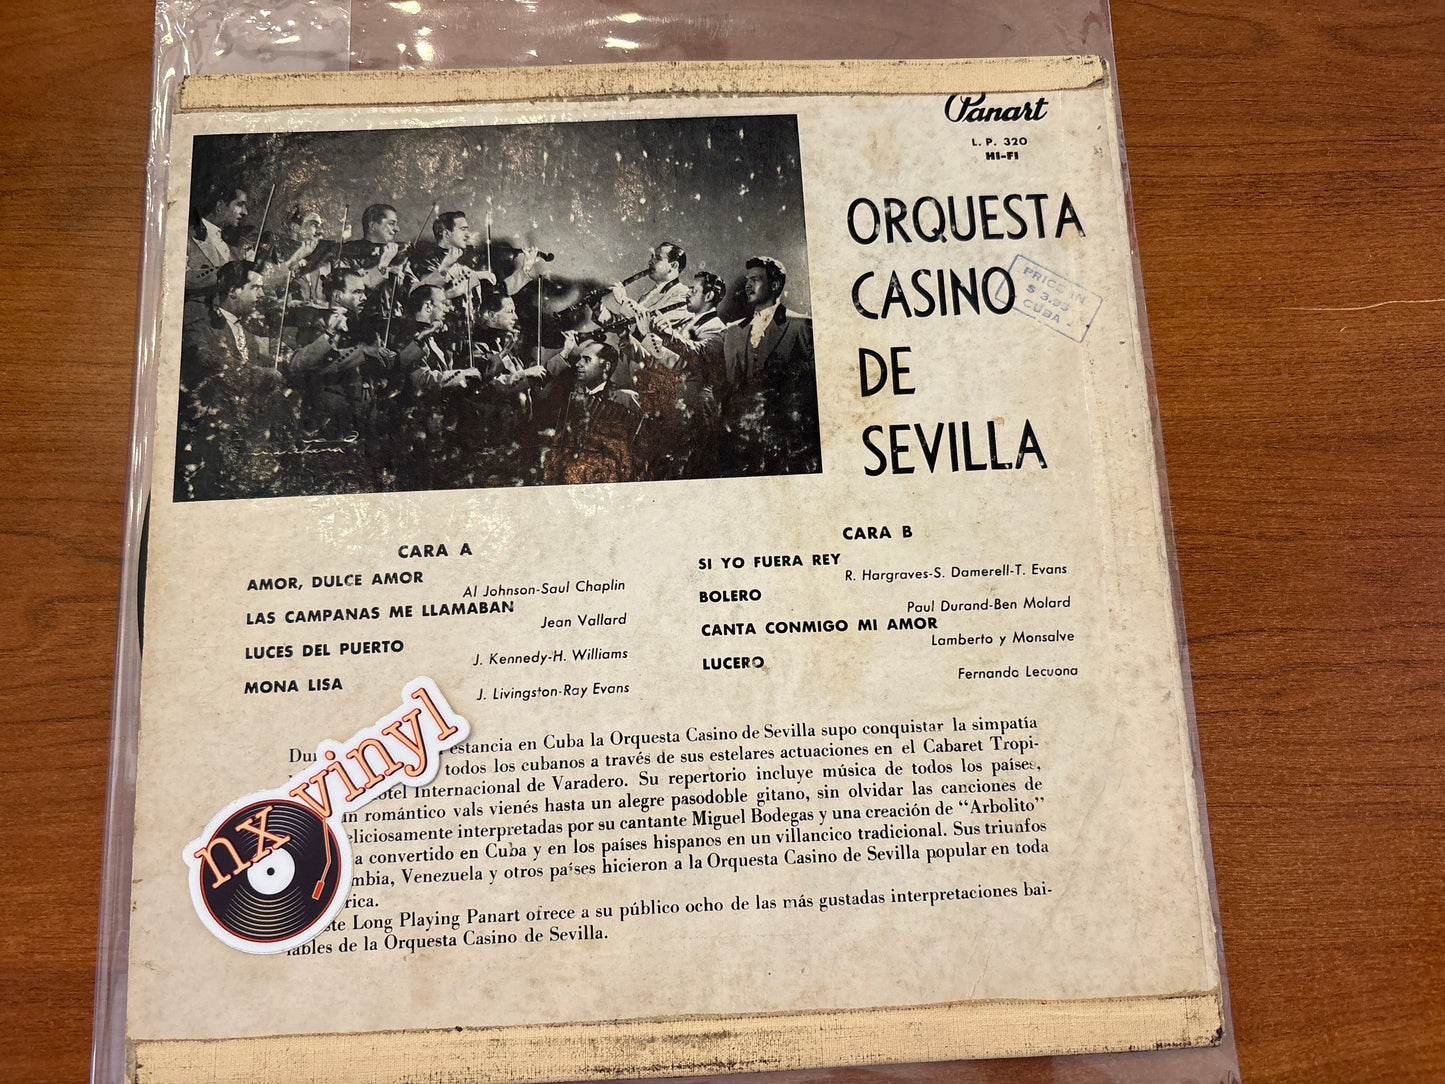 Panart
L. P. 320
HI-FI
ORQUESTA
CASINO
DE
SEVILLA
PRICE IN
$ 3.95
CUBA
CARA A
AMOR, DULCE AMOR
Al Johnson-Saul Chaplin
LAS CAMPANAS ME LLAMABAN
Jean Vallard
LUCES DEL PUERTO
J. Kennedy-H. Williams
MONA LISA
J. Livingston-Ray Evans
CARA B
SI YO FUERA REY
R. Hargraves-S. Damerell-T. Evans
BOLERO
Paul Durand-Ben Molard
CANTA CONMIGO MI AMOR
Lamberto y Monsalve
LUCERO
Fernando Lecuona
estancia en Cuba la Orquesta Casino de Sevilla supo conquistar la simpatía
todos los cubanos a través de sus estelares actuaciones en el Cabaret Tropi-
Internacional de Varadero. Su repertorio incluye música de todos los países,
romántico vals vienés hasta un alegre pasodoble gitano, sin olvidar las canciones de
interpretadas por su cantante Miguel Bodegas y una creación de “Arbolito”
a convertido en Cuba y en los países hispanos en un villancico tradicional. Sus triunfos
Venezuela y otros países hicieron a la Orquesta Casino de Sevilla popular en toda
Long Playing Panart ofrece a su público ocho de las más gustadas interpretaciones bai-
lables de la Orquesta Casino de Sevilla.
nx vinyl